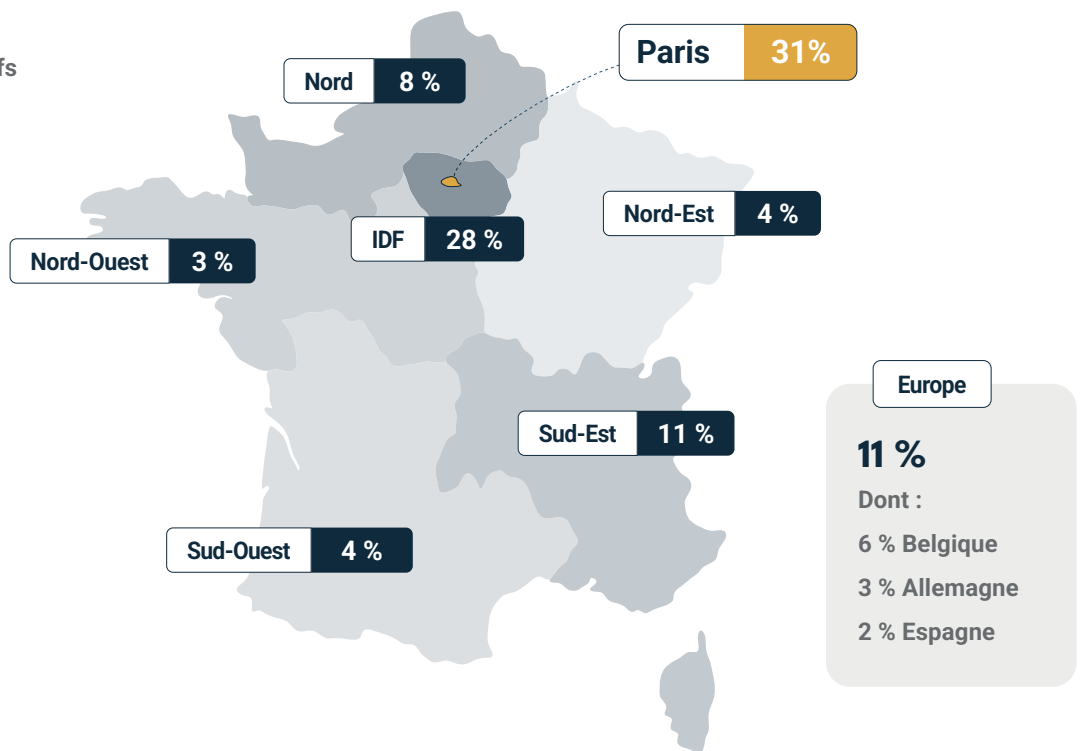 fs
Paris 31%
Nord 8 %
Nord-Est 4 %
IDF 28 %
Nord-Ouest 3 %
Europe
Sud-Est 11 %
11 %
Dont :
6 % Belgique
Sud-Ouest 4 %
3 % Allemagne
2 % Espagne